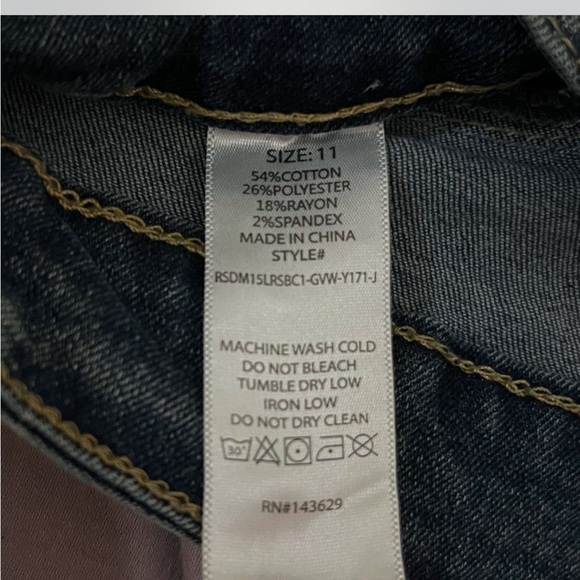 SIZE: 11
54%COTTON
26%POLYESTER
18%RAYON
2%SPANDEX
MADE IN CHINA
STYLE#
RSDM15LRSBC1-GVW-Y171-J
MACHINE WASH COLD
DO NOT BLEACH
TUMBLE DRY LOW
IRON LOW
DO NOT DRY CLEAN
30°
RN#143629